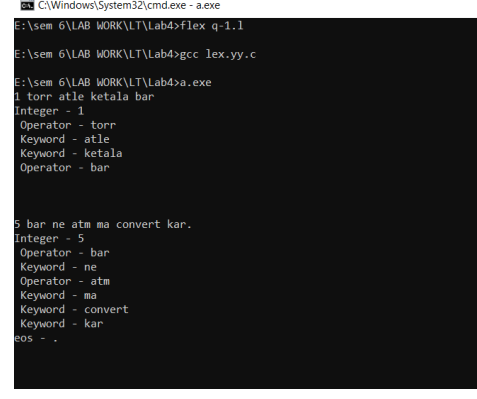 C:\Windows\System32\cmd.exe - a.exe
E:\sem 6\LAB WORK\LT\Lab4>flex q-1.l
E:\sem 6\LAB WORK\LT\Lab4>gcc lex.yy.c
E:\sem 6\LAB WORK\LT\Lab4>a.exe
1 torr atle ketala bar
Integer - 1
Operator - torr
Keyword - atle
Keyword - ketala
Operator - bar
5 bar ne atm ma convert kar.
Integer - 5
Operator - bar
Keyword - ne
Operator - atm
Keyword - ma
Keyword - convert
Keyword - kar
eos - .